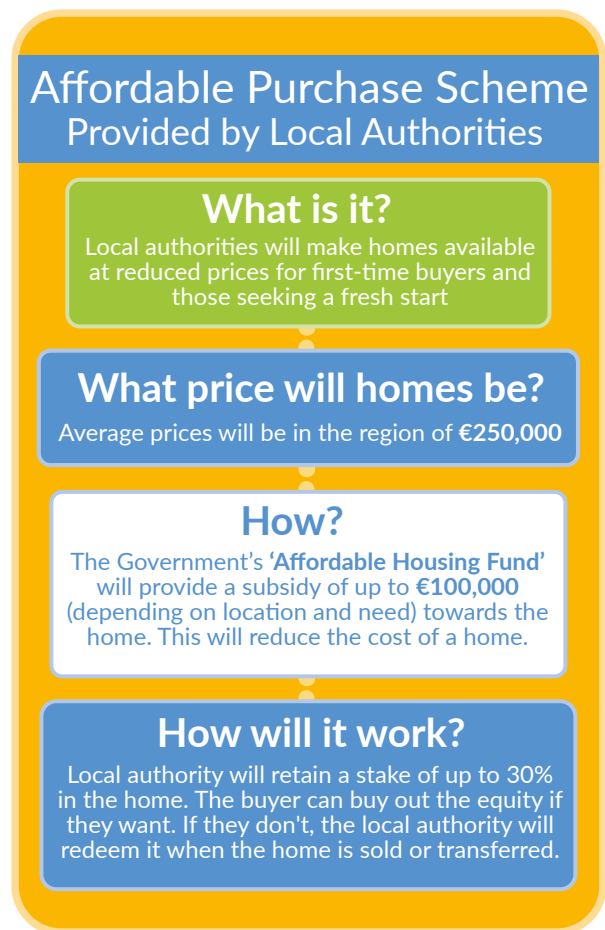 Affordable Purchase Scheme
Provided by Local Authorities
What is it?
Local authorities will make homes available
at reduced prices for first-time buyers and
those seeking a fresh start
What price will homes be?
Average prices will be in the region of €250,000
How?
The Government's ‘Affordable Housing Fund’
will provide a subsidy of up to €100,000
(depending on location and need) towards the
home. This will reduce the cost of a home.
How will it work?
Local authority will retain a stake of up to 30%
in the home. The buyer can buy out the equity if
they want. If they don't, the local authority will
redeem it when the home is sold or transferred.